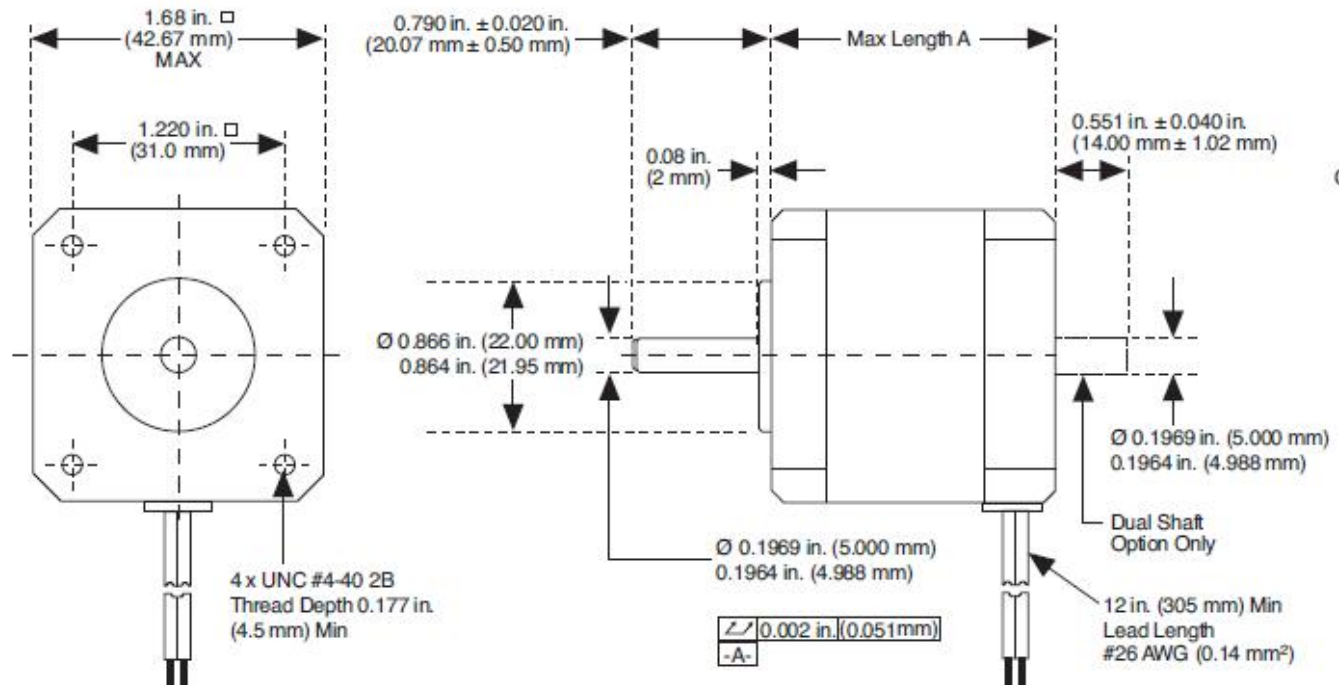 1.68 in. □
(42.67 mm)
MAX
1.220 in. □
(31.0 mm)
4 x UNC #4-40 2B
Thread Depth 0.177 in.
(4.5 mm) Min
0.790 in. ± 0.020 in.
(20.07 mm ± 0.50 mm)
Max Length A
0.08 in.
(2 mm)
0.551 in. ± 0.040 in.
(14.00 mm ± 1.02 mm)
Ø 0.866 in. (22.00 mm)
0.864 in. (21.95 mm)
Ø 0.1969 in. (5.000 mm)
0.1964 in. (4.988 mm)
Dual Shaft
Option Only
Ø 0.1969 in. (5.000 mm)
0.1964 in. (4.988 mm)
0.002 in. (0.051mm)
-A-
12 in. (305 mm) Min
Lead Length
#26 AWG (0.14 mm²)